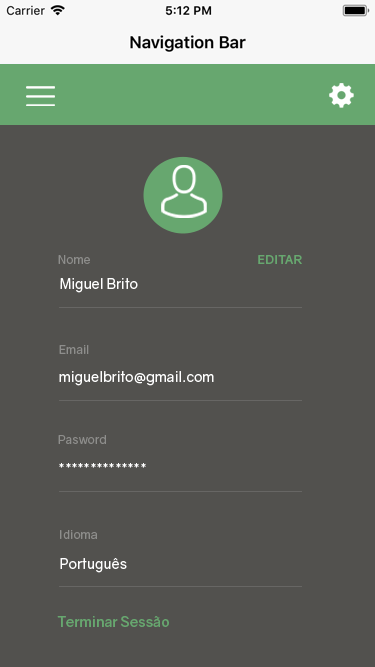 Carrier 5:12 PM
Navigation Bar
Nome EDITAR
Miguel Brito
Email
miguelbrito@gmail.com
Pasword
**************
Idioma
Português
Terminar Sessão